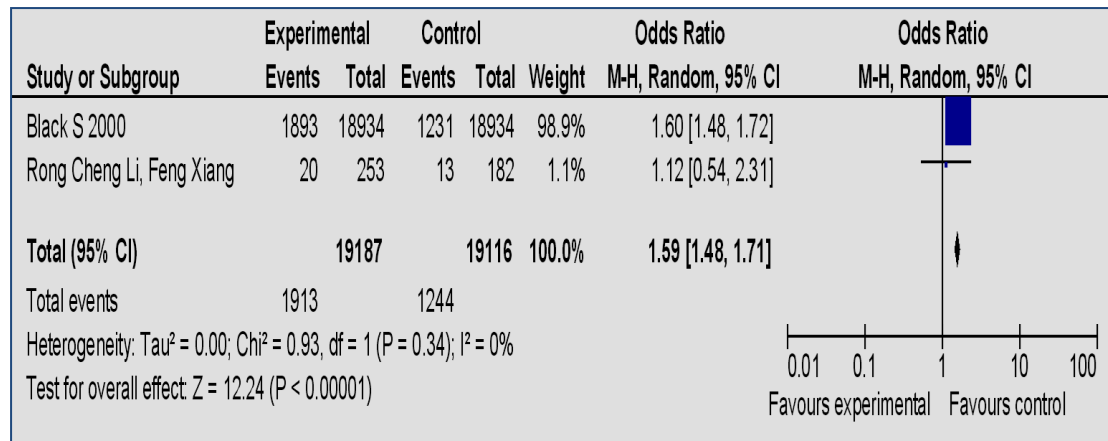 Experimental Control Odds Ratio Odds Ratio
Study or Subgroup Events Total Events Total Weight M-H, Random, 95% CI M-H, Random, 95% CI
Black S 2000 1893 18934 1231 18934 98.9% 1.60 [1.48, 1.72]
Rong Cheng Li, Feng Xiang 20 253 13 182 1.1% 1.12 [0.54, 2.31]
Total (95% CI) 19187 19116 100.0% 1.59 [1.48, 1.71]
Total events 1913 1244
Heterogeneity: Tau² = 0.00; Chi² = 0.93, df = 1 (P = 0.34); I² = 0%
Test for overall effect: Z = 12.24 (P < 0.00001)
0.01 0.1 1 10 100
Favours experimental Favours control